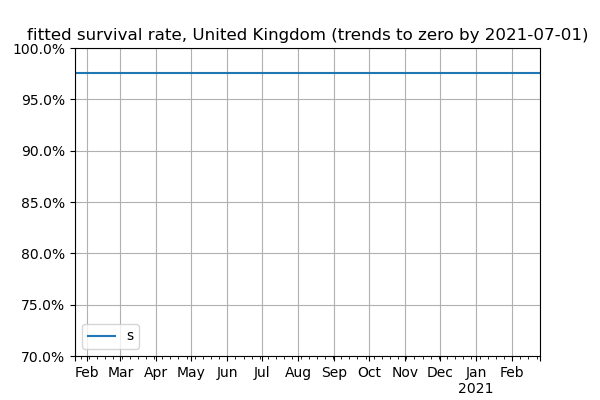 fitted survival rate, United Kingdom (trends to zero by 2021-07-01)
100.0%
95.0%
90.0%
85.0%
80.0%
75.0%
70.0%
s
Feb Mar Apr May Jun Jul Aug Sep Oct Nov Dec Jan Feb
2021